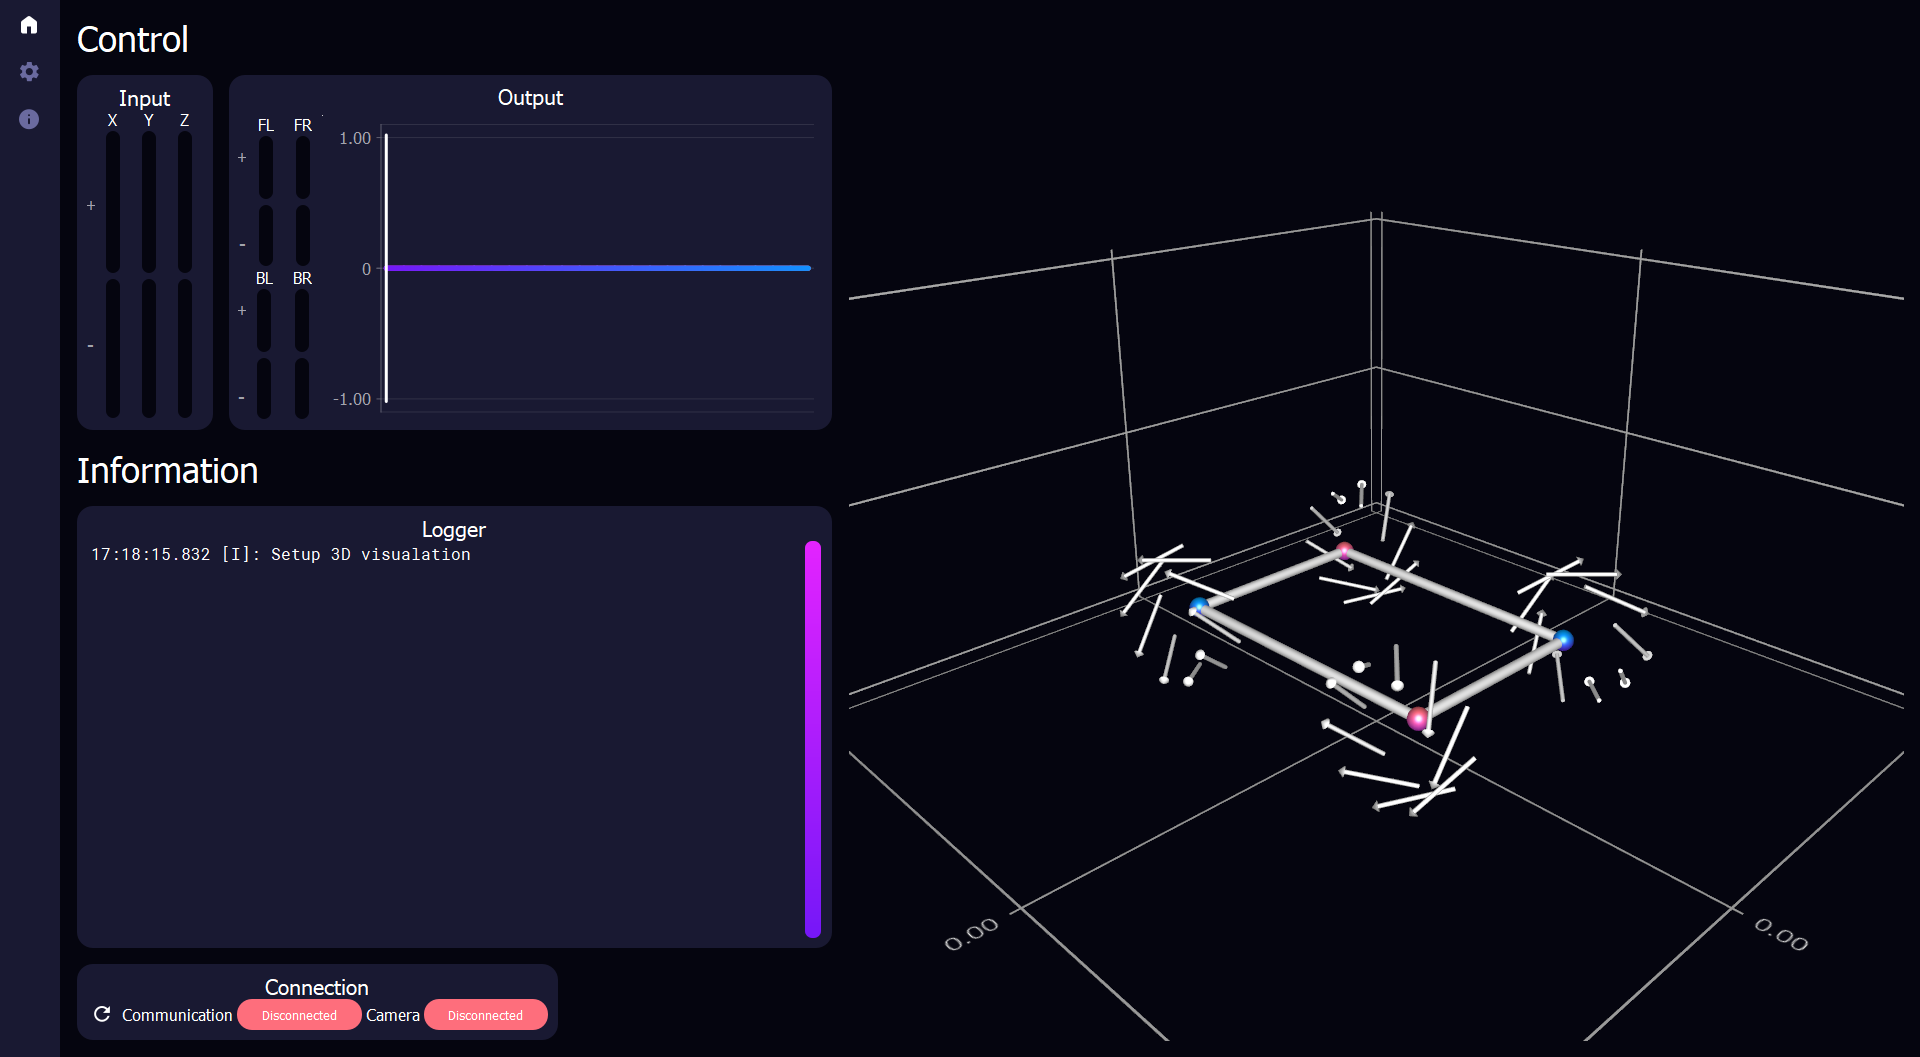 Control
Input
X Y Z
+
-
Output
FL FR
+
-
BL BR
+
-
1.00
0
-1.00
Information
Logger
17:18:15.832 [I]: Setup 3D visualation
Connection
Communication Disconnected Camera Disconnected
0.00
0.00